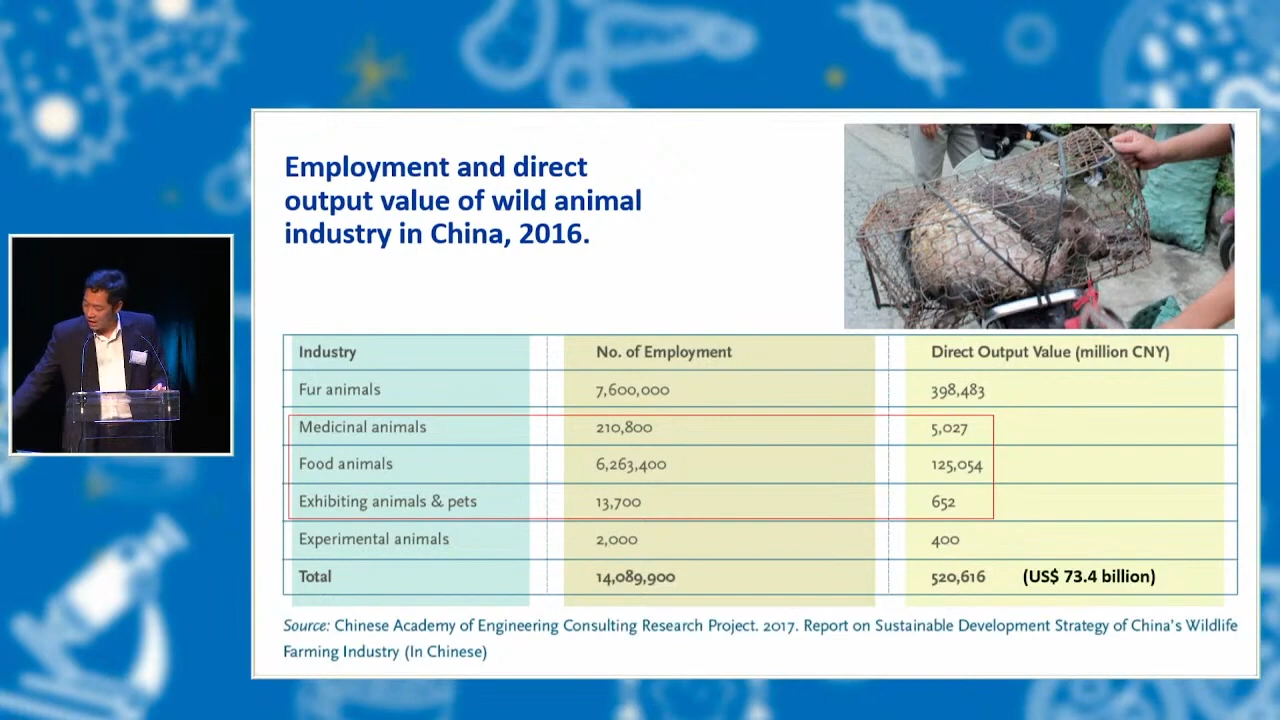 Employment and direct
output value of wild animal
industry in China, 2016.
Industry No. of Employment Direct Output Value (million CNY)
Fur animals 7,600,000 398,483
Medicinal animals 210,800 5,027
Food animals 6,263,400 125,054
Exhibiting animals & pets 13,700 652
Experimental animals 2,000 400
Total 14,089,900 520,616 (US$ 73.4 billion)
Source: Chinese Academy of Engineering Consulting Research Project. 2017. Report on Sustainable Development Strategy of China's Wildlife
Farming Industry (In Chinese)